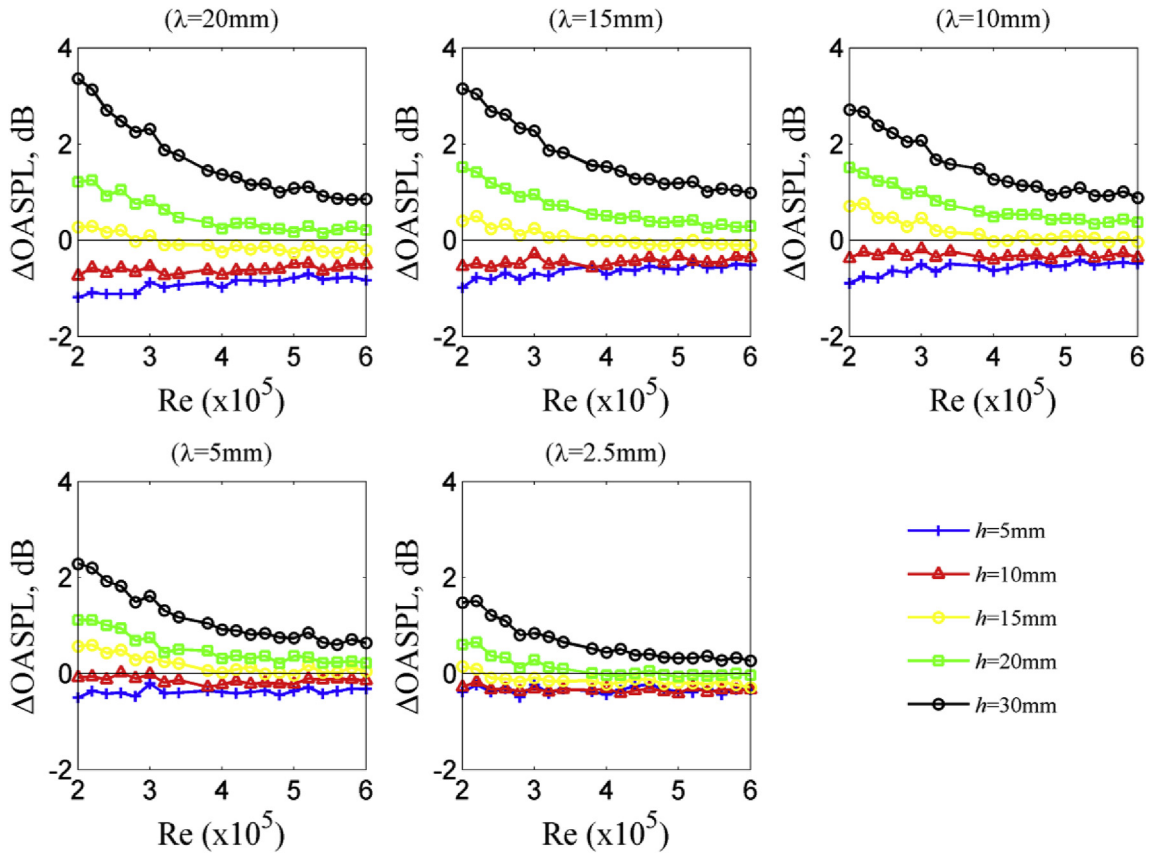 (λ=20mm)
(λ=15mm)
(λ=10mm)
4
2
0
-2
ΔOASPL, dB
2 3 4 5 6
Re (x10⁵)
4
2
0
-2
ΔOASPL, dB
2 3 4 5 6
Re (x10⁵)
4
2
0
-2
ΔOASPL, dB
2 3 4 5 6
Re (x10⁵)
(λ=5mm)
(λ=2.5mm)
4
2
0
-2
ΔOASPL, dB
2 3 4 5 6
Re (x10⁵)
4
2
0
-2
ΔOASPL, dB
2 3 4 5 6
Re (x10⁵)
h=5mm
h=10mm
h=15mm
h=20mm
h=30mm